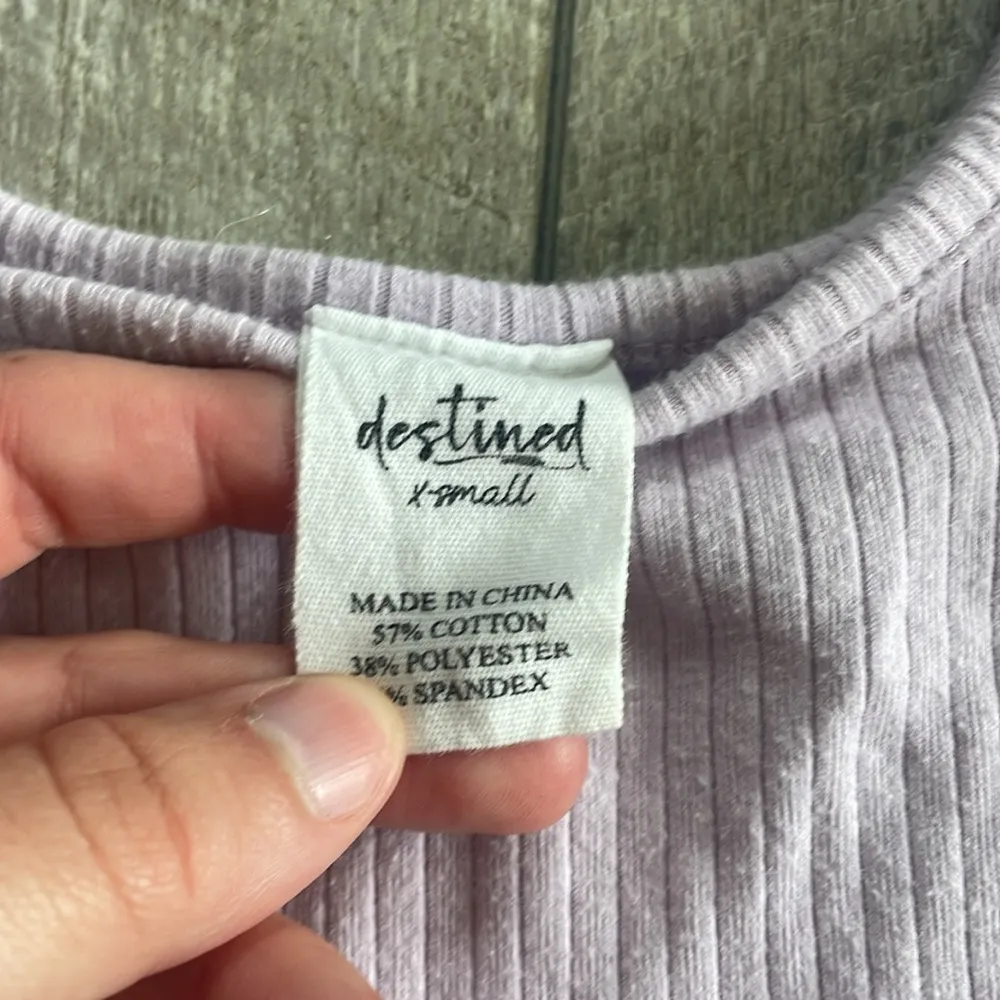 destined
x-small
MADE IN CHINA
57% COTTON
38% POLYESTER
% SPANDEX